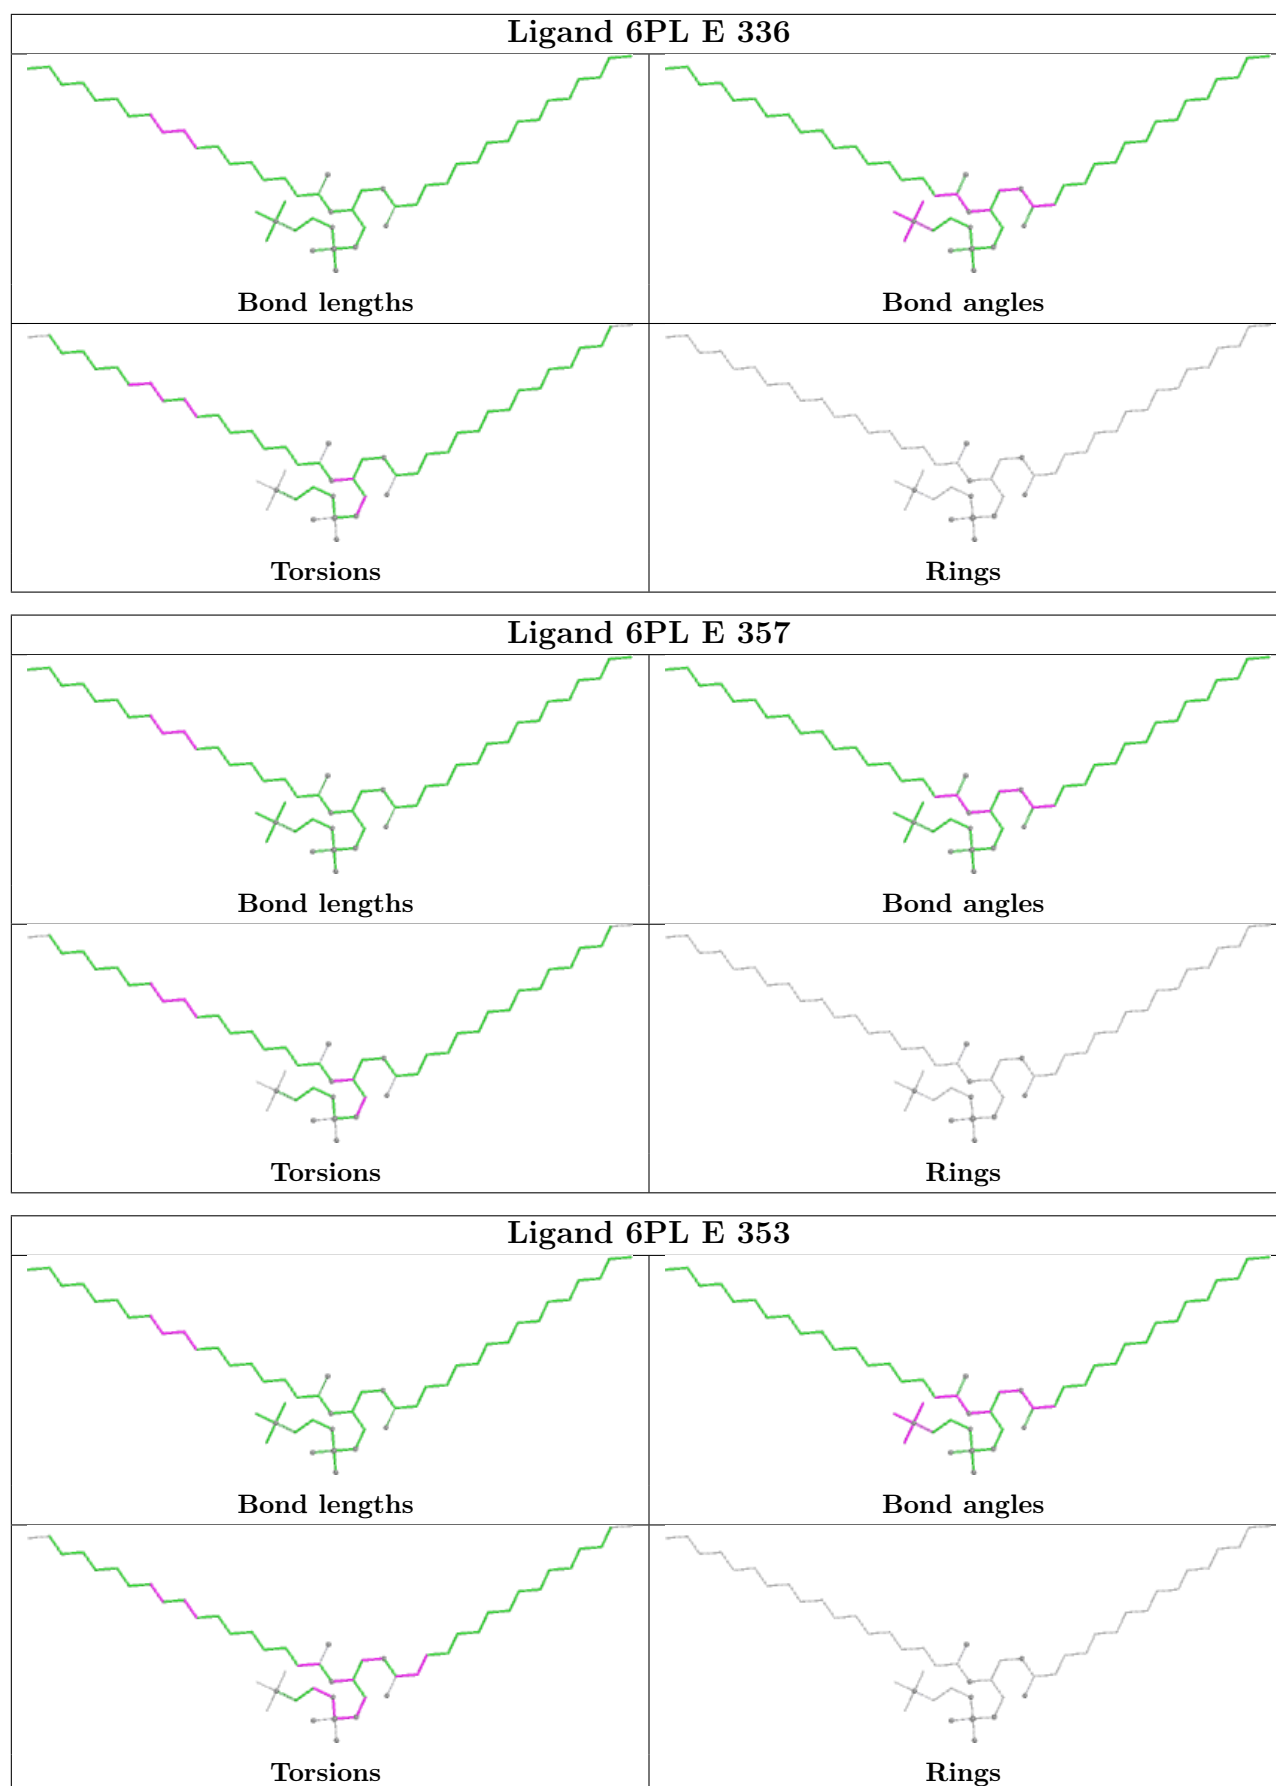 Ligand 6PL E 336
Bond lengths
Bond angles
Torsions
Rings
Ligand 6PL E 357
Bond lengths
Bond angles
Torsions
Rings
Ligand 6PL E 353
Bond lengths
Bond angles
Torsions
Rings